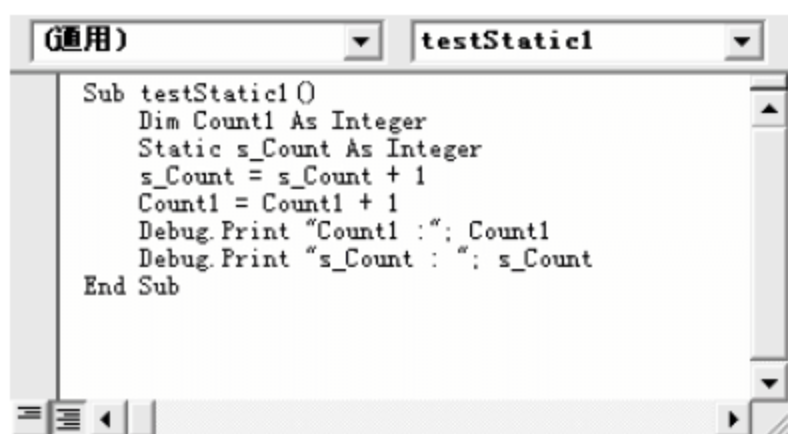 (通用)
testStatic1
Sub testStatic1()
Dim Count1 As Integer
Static s_Count As Integer
s_Count = s_Count + 1
Count1 = Count1 + 1
Debug.Print "Count1 :"; Count1
Debug.Print "s_Count : "; s_Count
End Sub